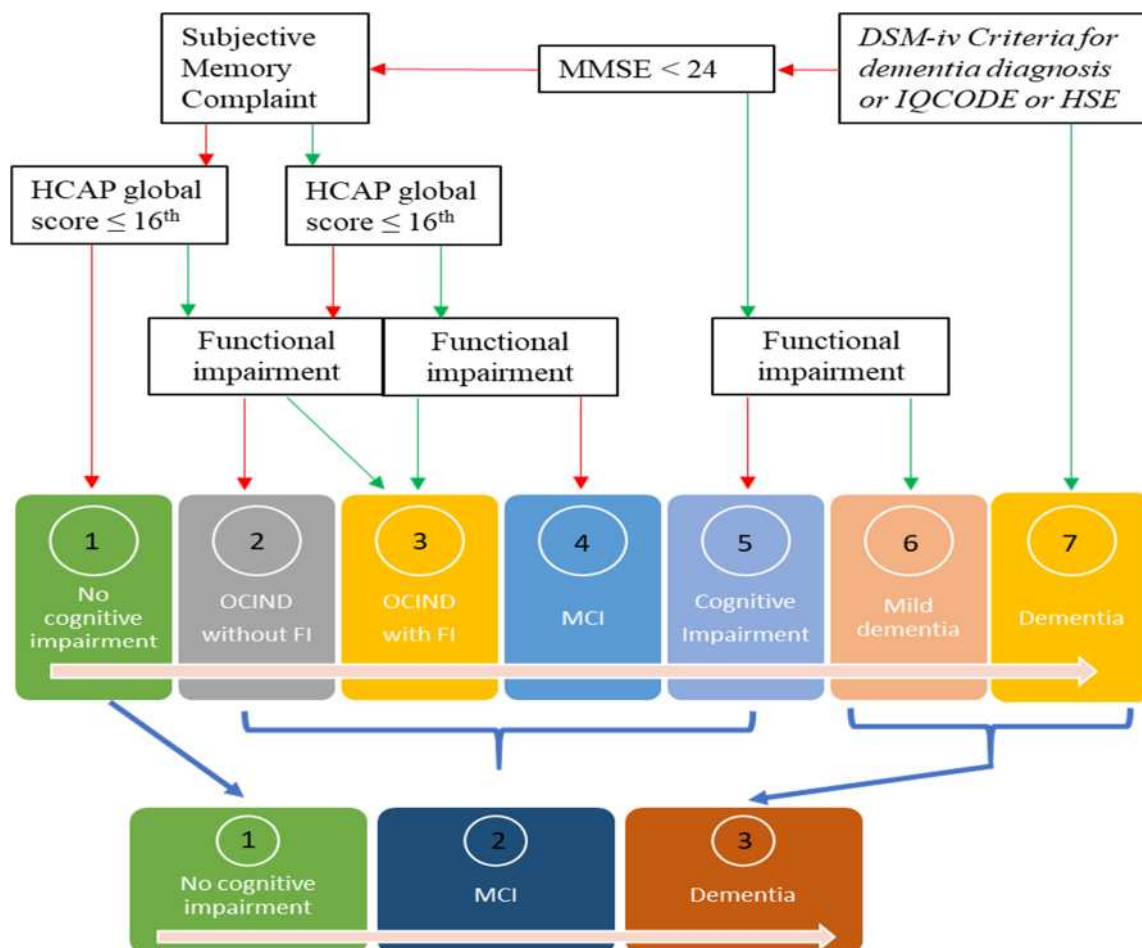 Subjective
Memory
Complaint
MMSE < 24
DSM-iv Criteria for
dementia diagnosis
or IQCODE or HSE
HCAP global
score ≤ 16th
HCAP global
score ≤ 16th
Functional
impairment
Functional
impairment
Functional
impairment
1
No
cognitive
impairment
2
OCIND
without FI
3
OCIND
with FI
4
MCI
5
Cognitive
Impairment
6
Mild
dementia
7
Dementia
1
No cognitive
impairment
2
MCI
3
Dementia